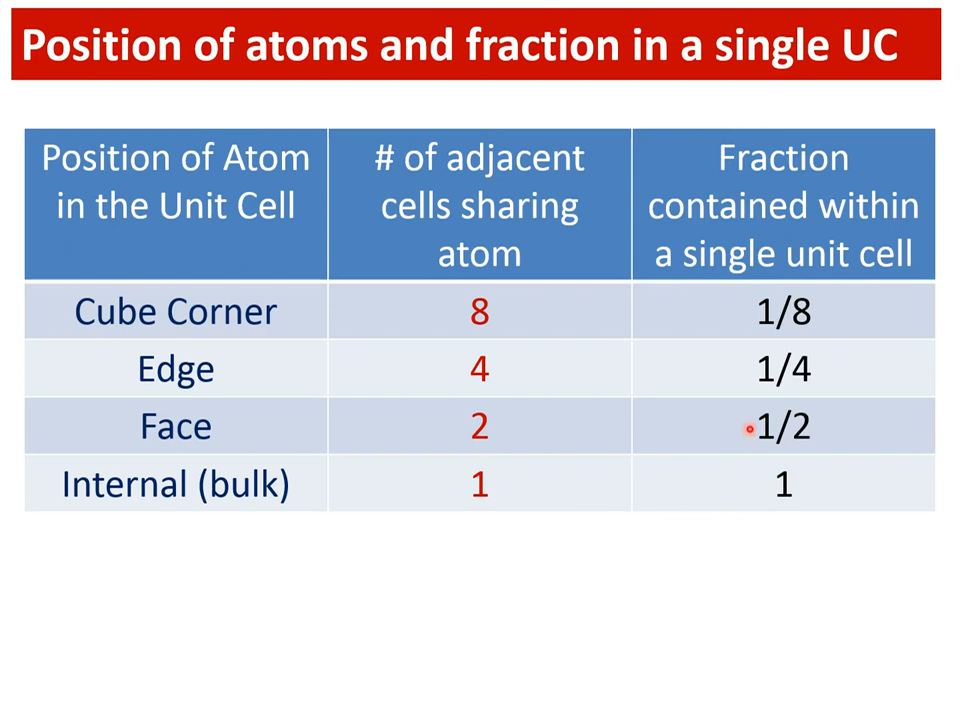 Position of atoms and fraction in a single UC
Position of Atom
in the Unit Cell
# of adjacent
cells sharing
atom
Fraction
contained within
a single unit cell
Cube Corner 8 1/8
Edge 4 1/4
Face 2 1/2
Internal (bulk) 1 1